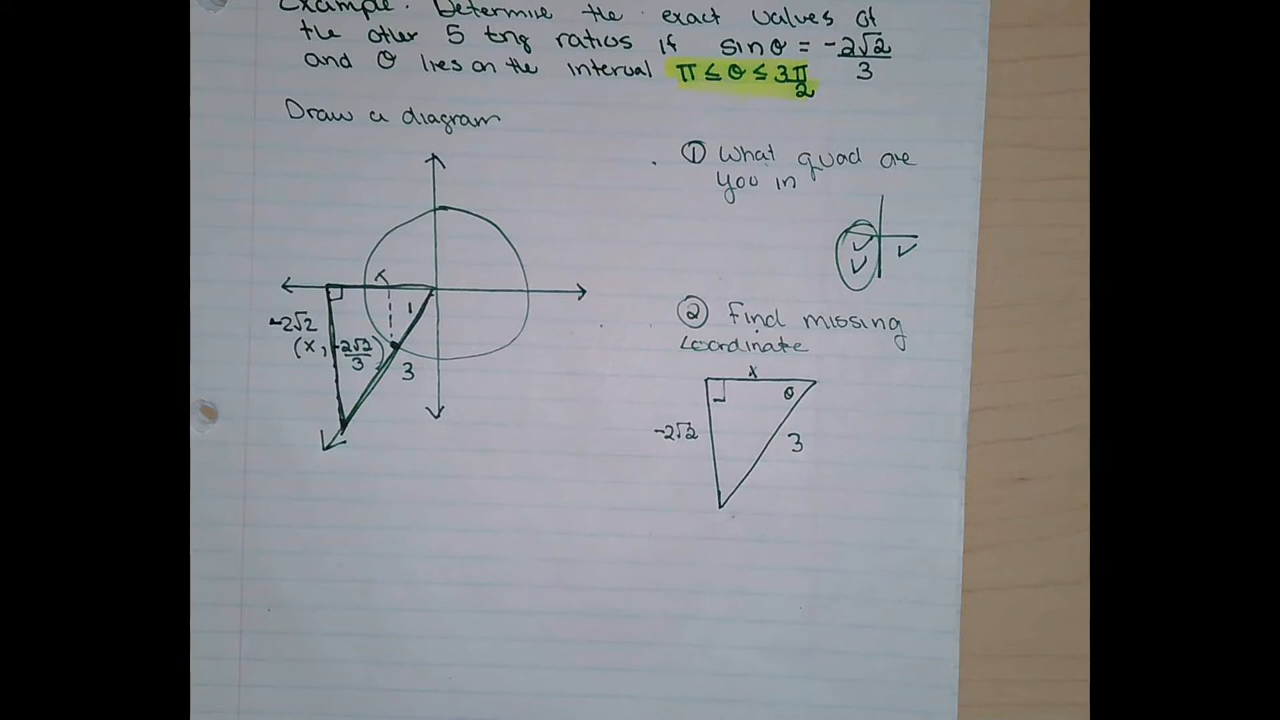 Example. Determine the exact values of
the other 5 trig ratios if sinθ = -2√2/3
and θ lies on the interval π ≤ θ ≤ 3π/2
Draw a diagram
① What quad are
you in
x
1
-2√2
(x, -2√2/3)
3
② Find missing
coordinate
x
θ
-2√2
3